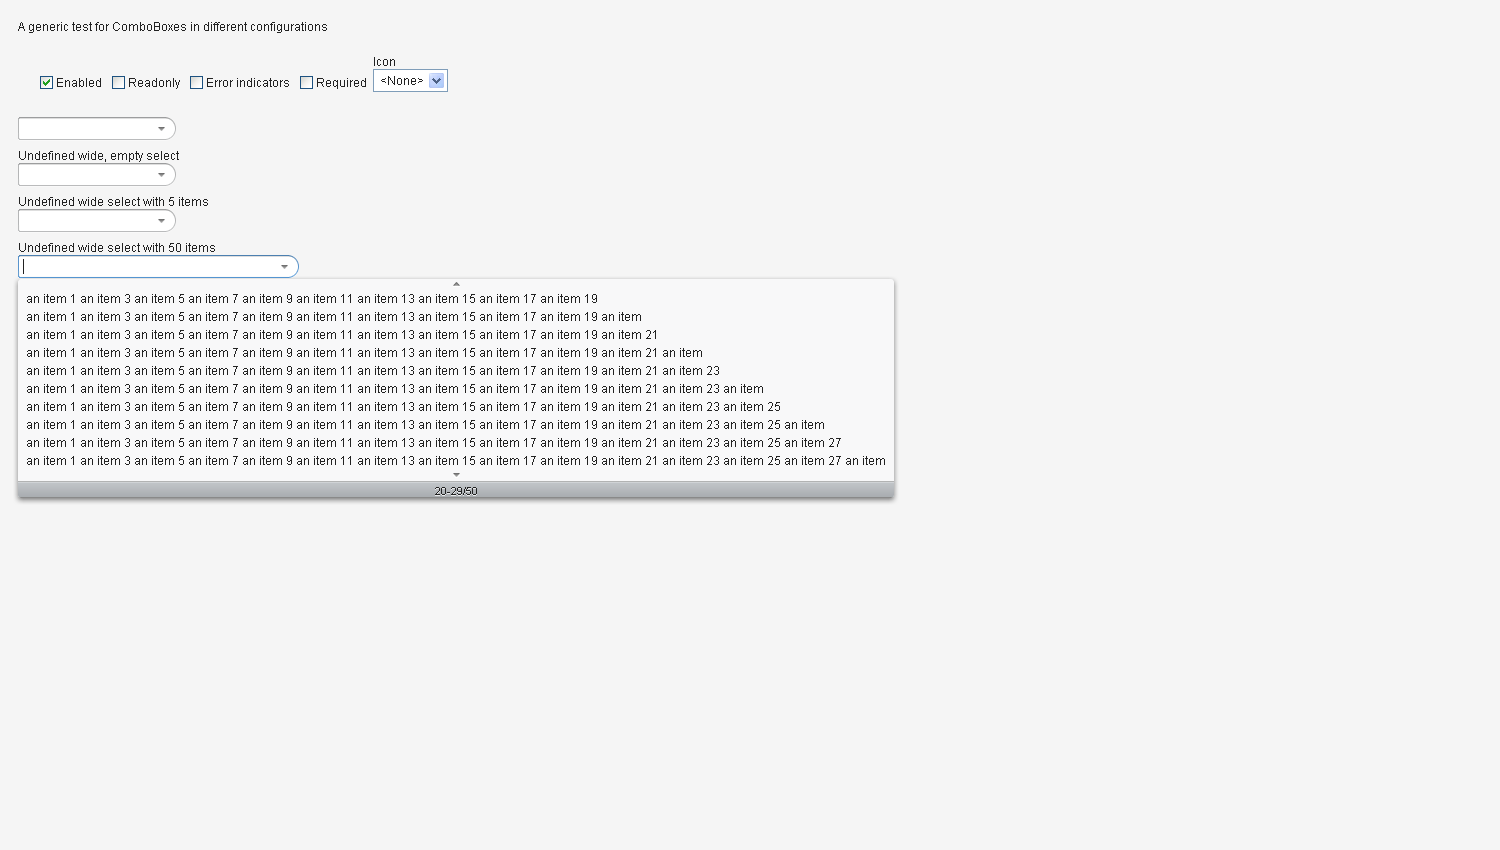 A generic test for ComboBoxes in different configurations
Icon
Enabled Readonly Error indicators Required <None>
Undefined wide, empty select
Undefined wide select with 5 items
Undefined wide select with 50 items
an item 1 an item 3 an item 5 an item 7 an item 9 an item 11 an item 13 an item 15 an item 17 an item 19
an item 1 an item 3 an item 5 an item 7 an item 9 an item 11 an item 13 an item 15 an item 17 an item 19 an item
an item 1 an item 3 an item 5 an item 7 an item 9 an item 11 an item 13 an item 15 an item 17 an item 19 an item 21
an item 1 an item 3 an item 5 an item 7 an item 9 an item 11 an item 13 an item 15 an item 17 an item 19 an item 21 an item
an item 1 an item 3 an item 5 an item 7 an item 9 an item 11 an item 13 an item 15 an item 17 an item 19 an item 21 an item 23
an item 1 an item 3 an item 5 an item 7 an item 9 an item 11 an item 13 an item 15 an item 17 an item 19 an item 21 an item 23 an item
an item 1 an item 3 an item 5 an item 7 an item 9 an item 11 an item 13 an item 15 an item 17 an item 19 an item 21 an item 23 an item 25
an item 1 an item 3 an item 5 an item 7 an item 9 an item 11 an item 13 an item 15 an item 17 an item 19 an item 21 an item 23 an item 25 an item
an item 1 an item 3 an item 5 an item 7 an item 9 an item 11 an item 13 an item 15 an item 17 an item 19 an item 21 an item 23 an item 25 an item 27
an item 1 an item 3 an item 5 an item 7 an item 9 an item 11 an item 13 an item 15 an item 17 an item 19 an item 21 an item 23 an item 25 an item 27 an item
20-29/50